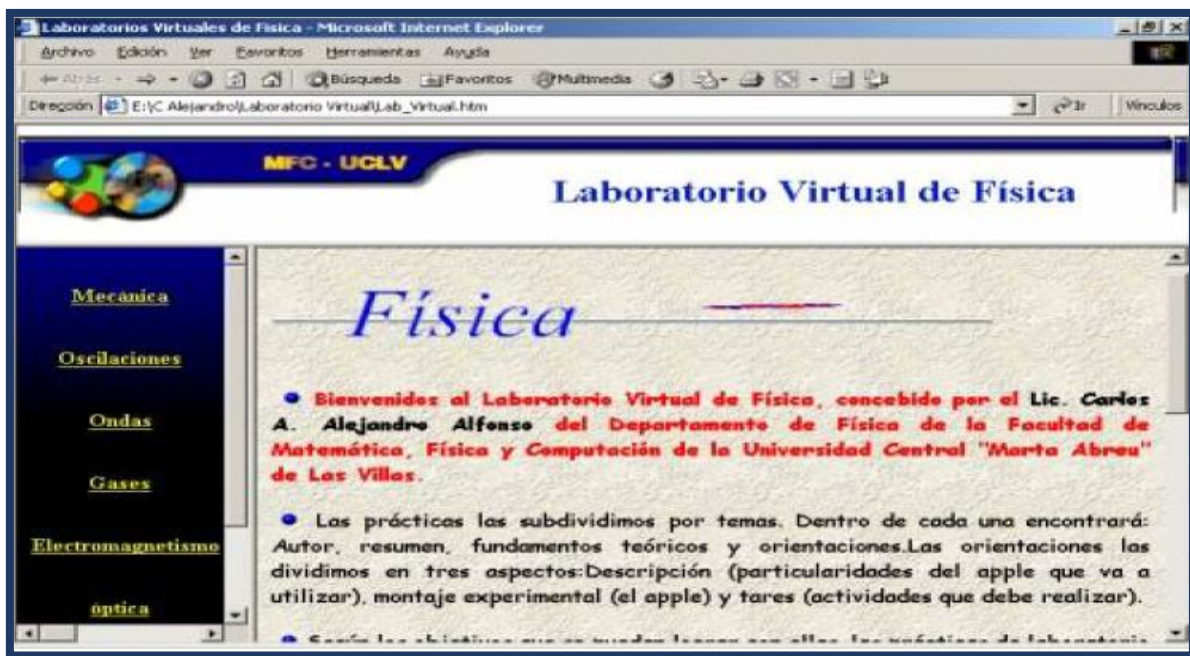 Laboratorios Virtuales de Física - Microsoft Internet Explorer
Archivo Edición Ver Favoritos Herramientas Ayuda
Atrás Búsqueda Favoritos Multimedia
Dirección E:\C Alejandro\Laboratorio Virtual\Lab_Virtual.htm Ir Vínculos
MFC - UCLV
Laboratorio Virtual de Física
Mecánica
Oscilaciones
Ondas
Gases
Electromagnetismo
óptica
Física
Bienvenidos al Laboratorio Virtual de Física, concebido por el Lic. Carlos
A. Alejandro Alfonso del Departamento de Física de la Facultad de
Matemática, Física y Computación de la Universidad Central "Marta Abreu"
de Las Villas.
Las prácticas las subdividimos por temas. Dentro de cada una encontrará:
Autor, resumen, fundamentos teóricos y orientaciones.Las orientaciones las
dividimos en tres aspectos:Descripción (particularidades del apple que va a
utilizar), montaje experimental (el apple) y tares (actividades que debe realizar).